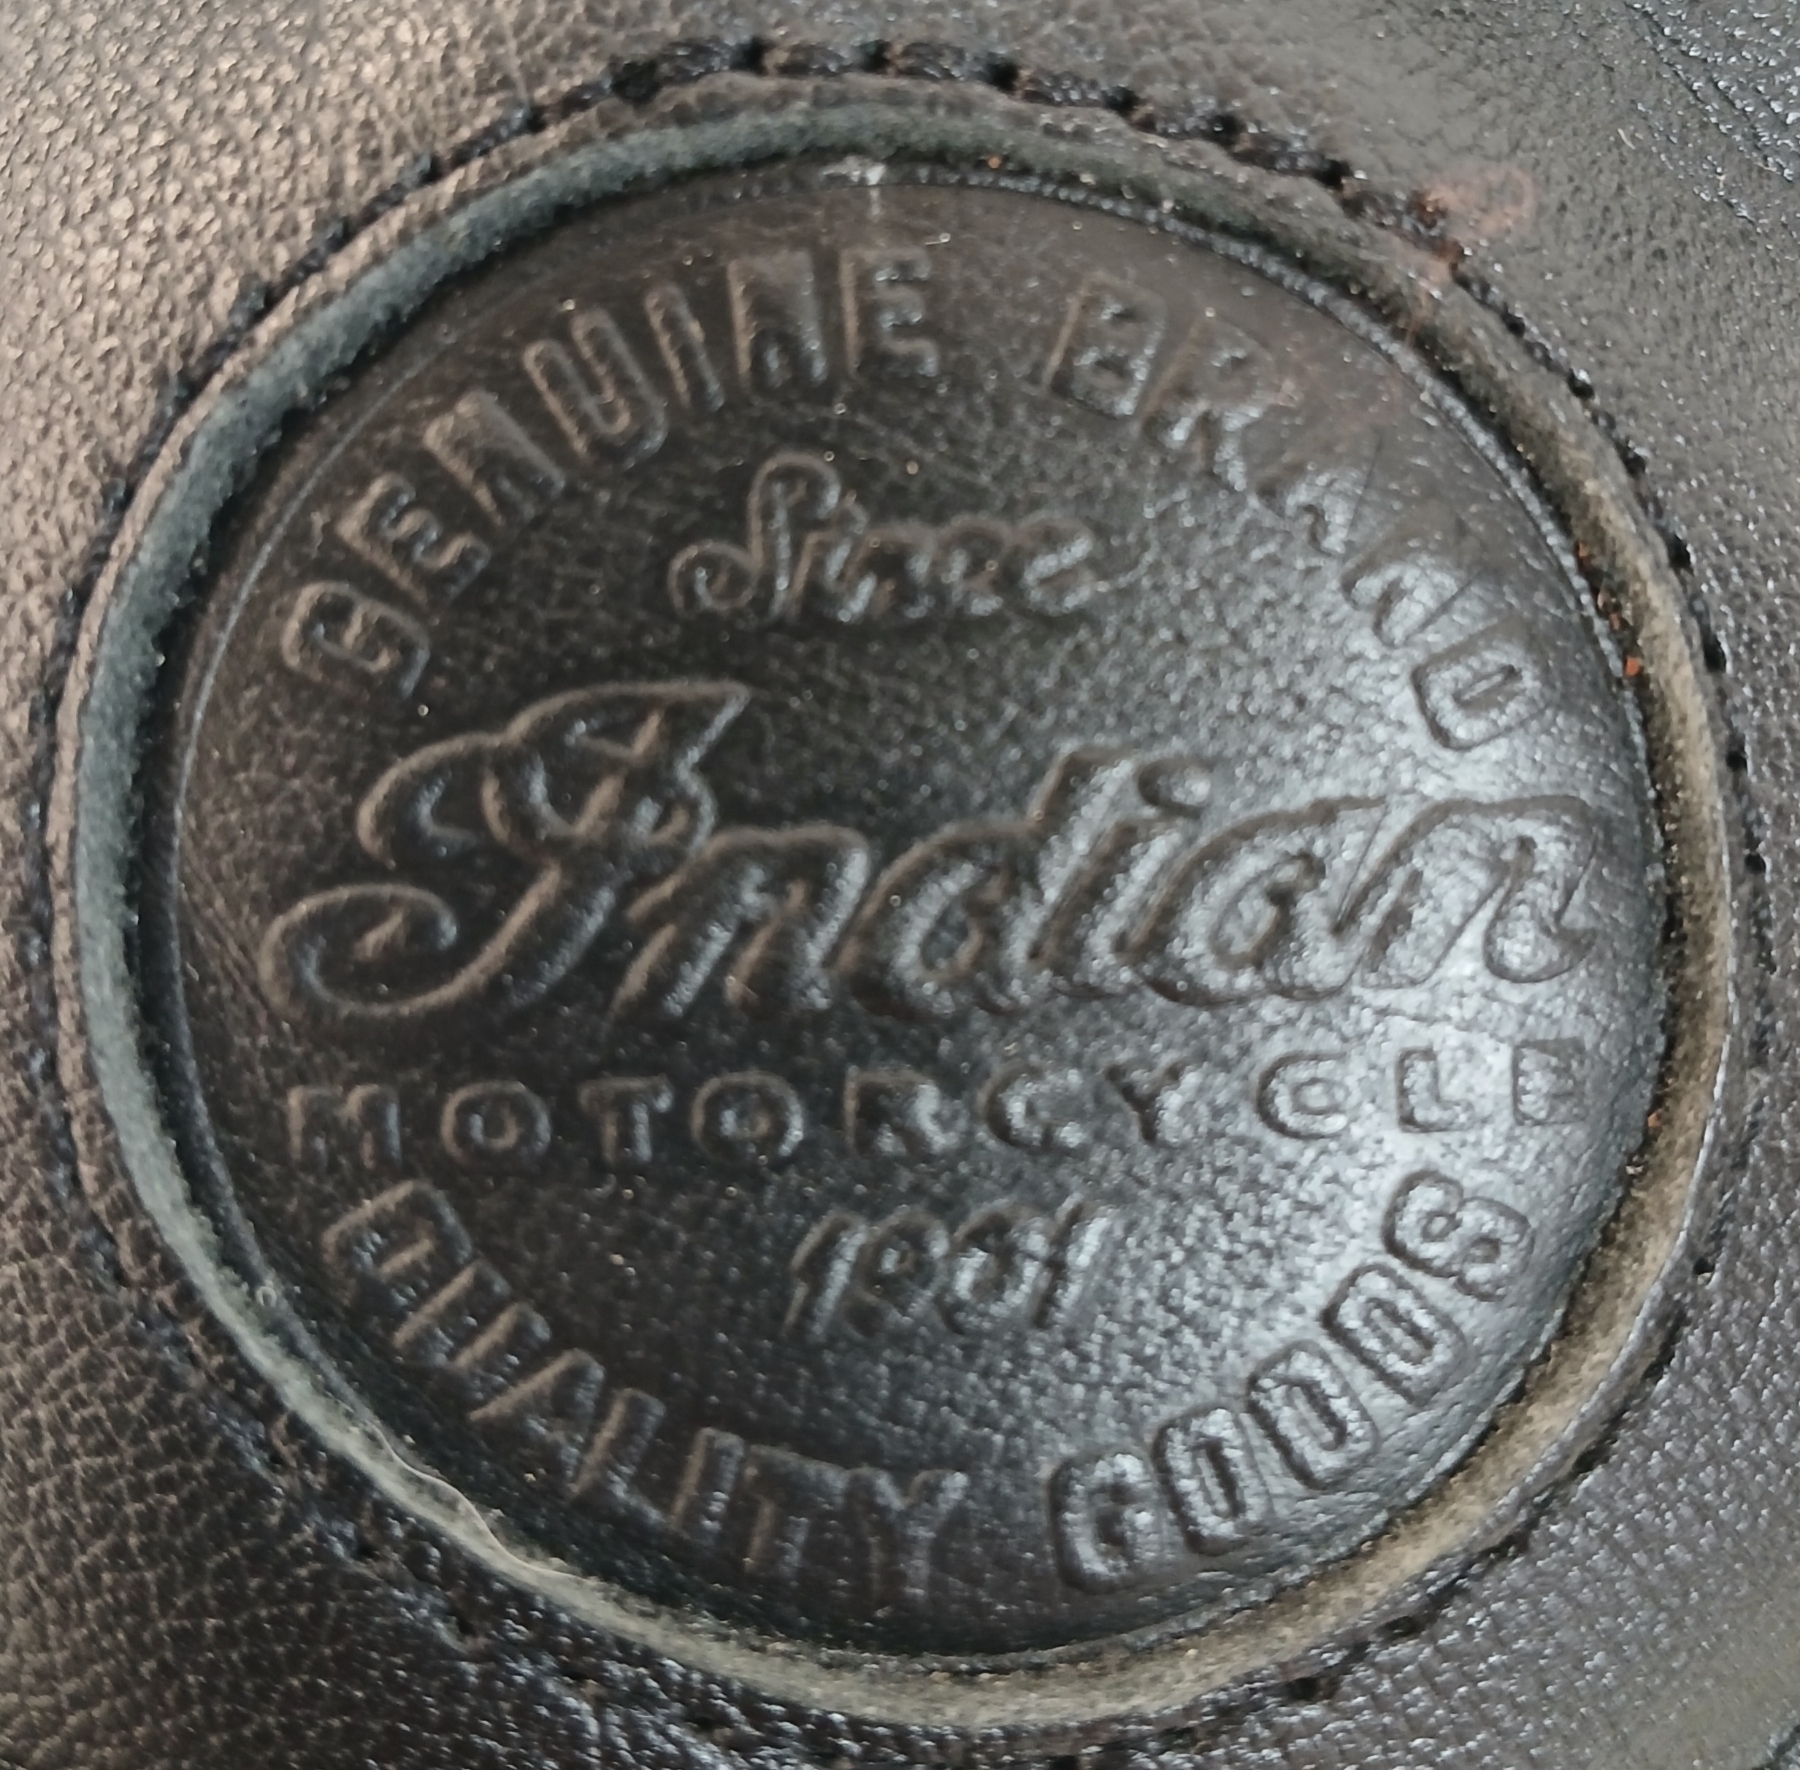 GENUINE BRAND
Since
Indian
MOTORCYCLE
1901
QUALITY GOODS